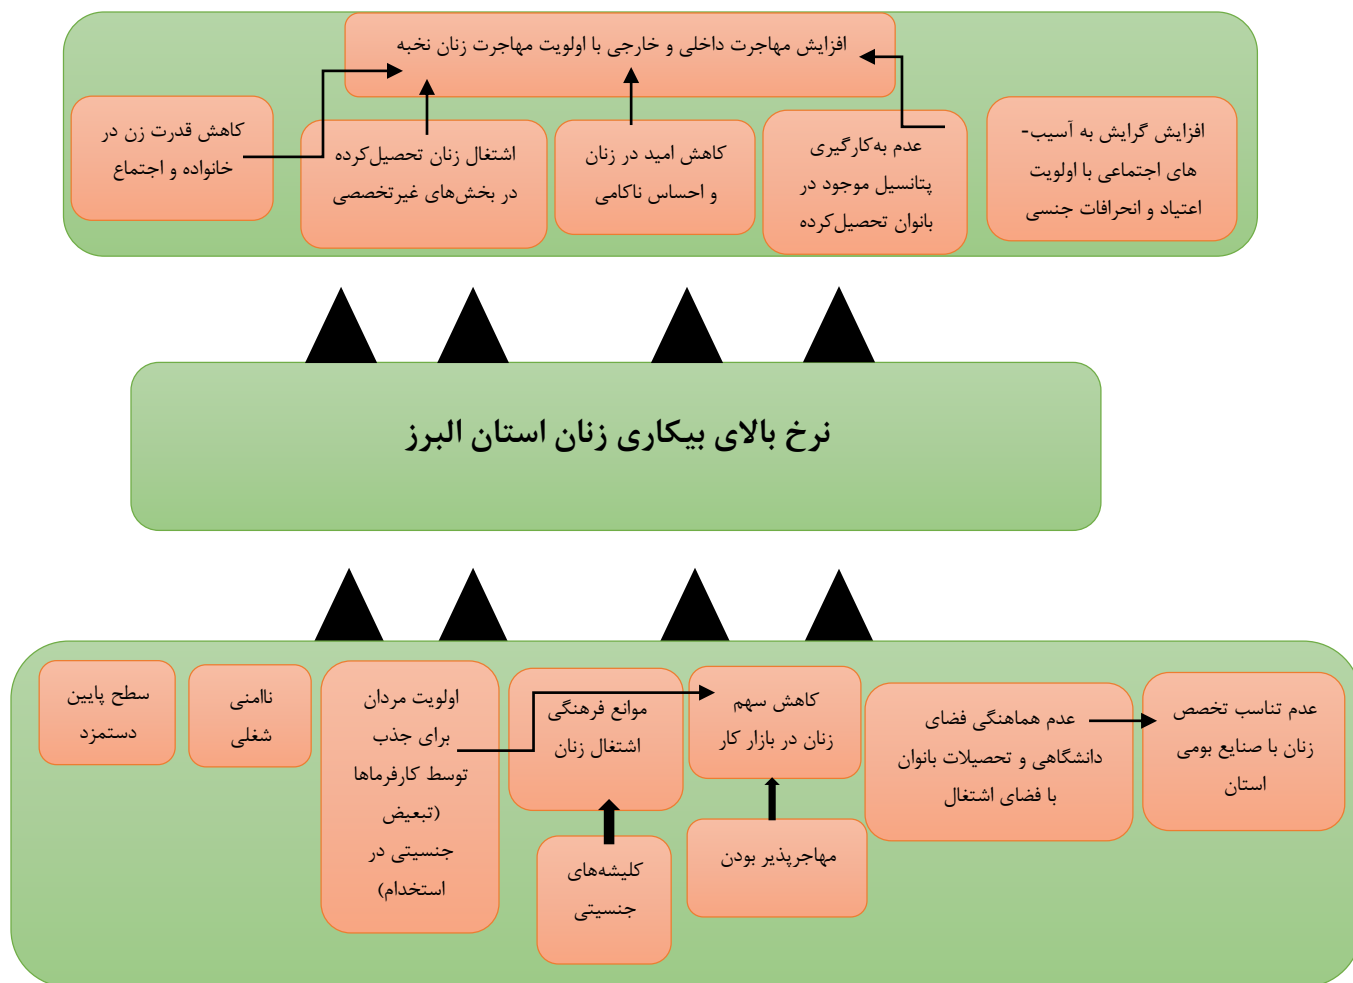 افزایش مهاجرت داخلی و خارجی با اولویت مهاجرت زنان نخبه
افزایش گرایش به آسیب-
های اجتماعی با اولویت
اعتیاد و انحرافات جنسی
عدم به‌کارگیری
پتانسیل موجود در
بانوان تحصیل‌کرده
کاهش امید در زنان
و احساس ناکامی
اشتغال زنان تحصیل‌کرده
در بخش‌های غیرتخصصی
کاهش قدرت زن در
خانواده و اجتماع
نرخ بالای بیکاری زنان استان البرز
عدم تناسب تخصص
زنان با صنایع بومی
استان
عدم هماهنگی فضای
دانشگاهی و تحصیلات بانوان
با فضای اشتغال
کاهش سهم
زنان در بازار کار
موانع فرهنگی
اشتغال زنان
اولویت مردان
برای جذب
توسط کارفرماها
(تبعیض
جنسیتی در
استخدام)
ناامنی
شغلی
سطح پایین
دستمزد
مهاجرپذیر بودن
کلیشه‌های
جنسیتی